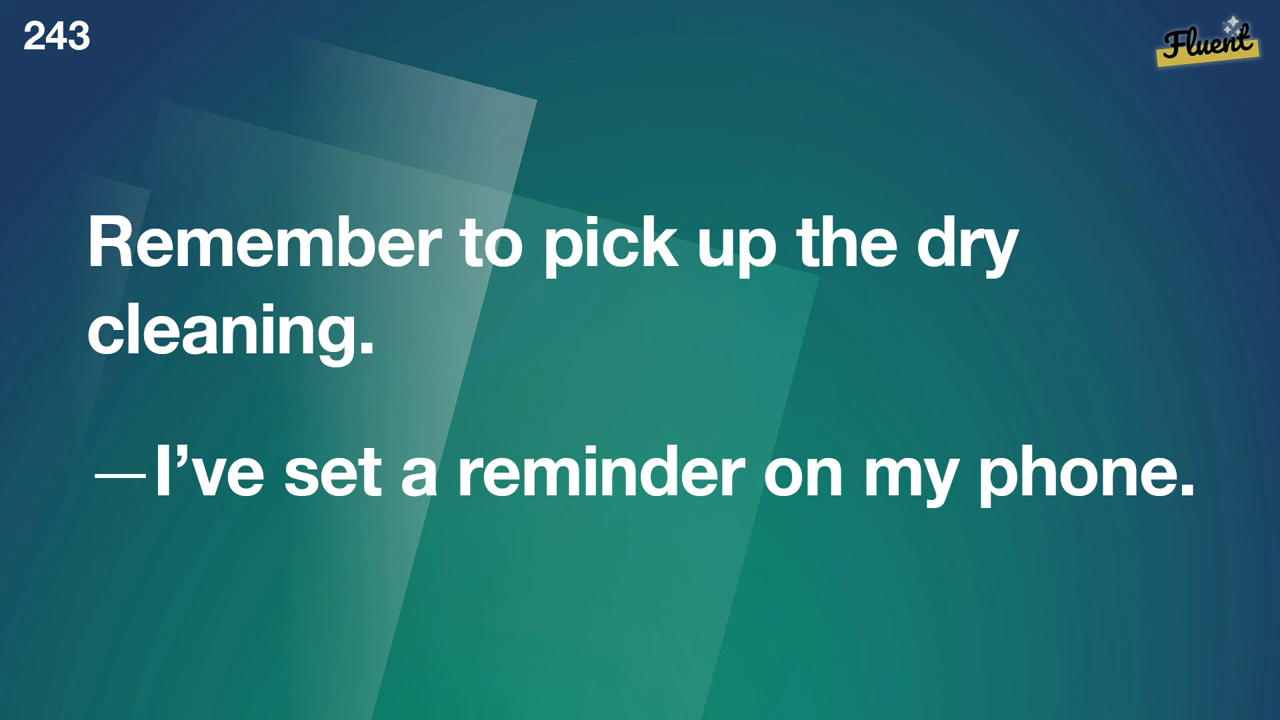 243
Fluent
Remember to pick up the dry
cleaning.
—I’ve set a reminder on my phone.